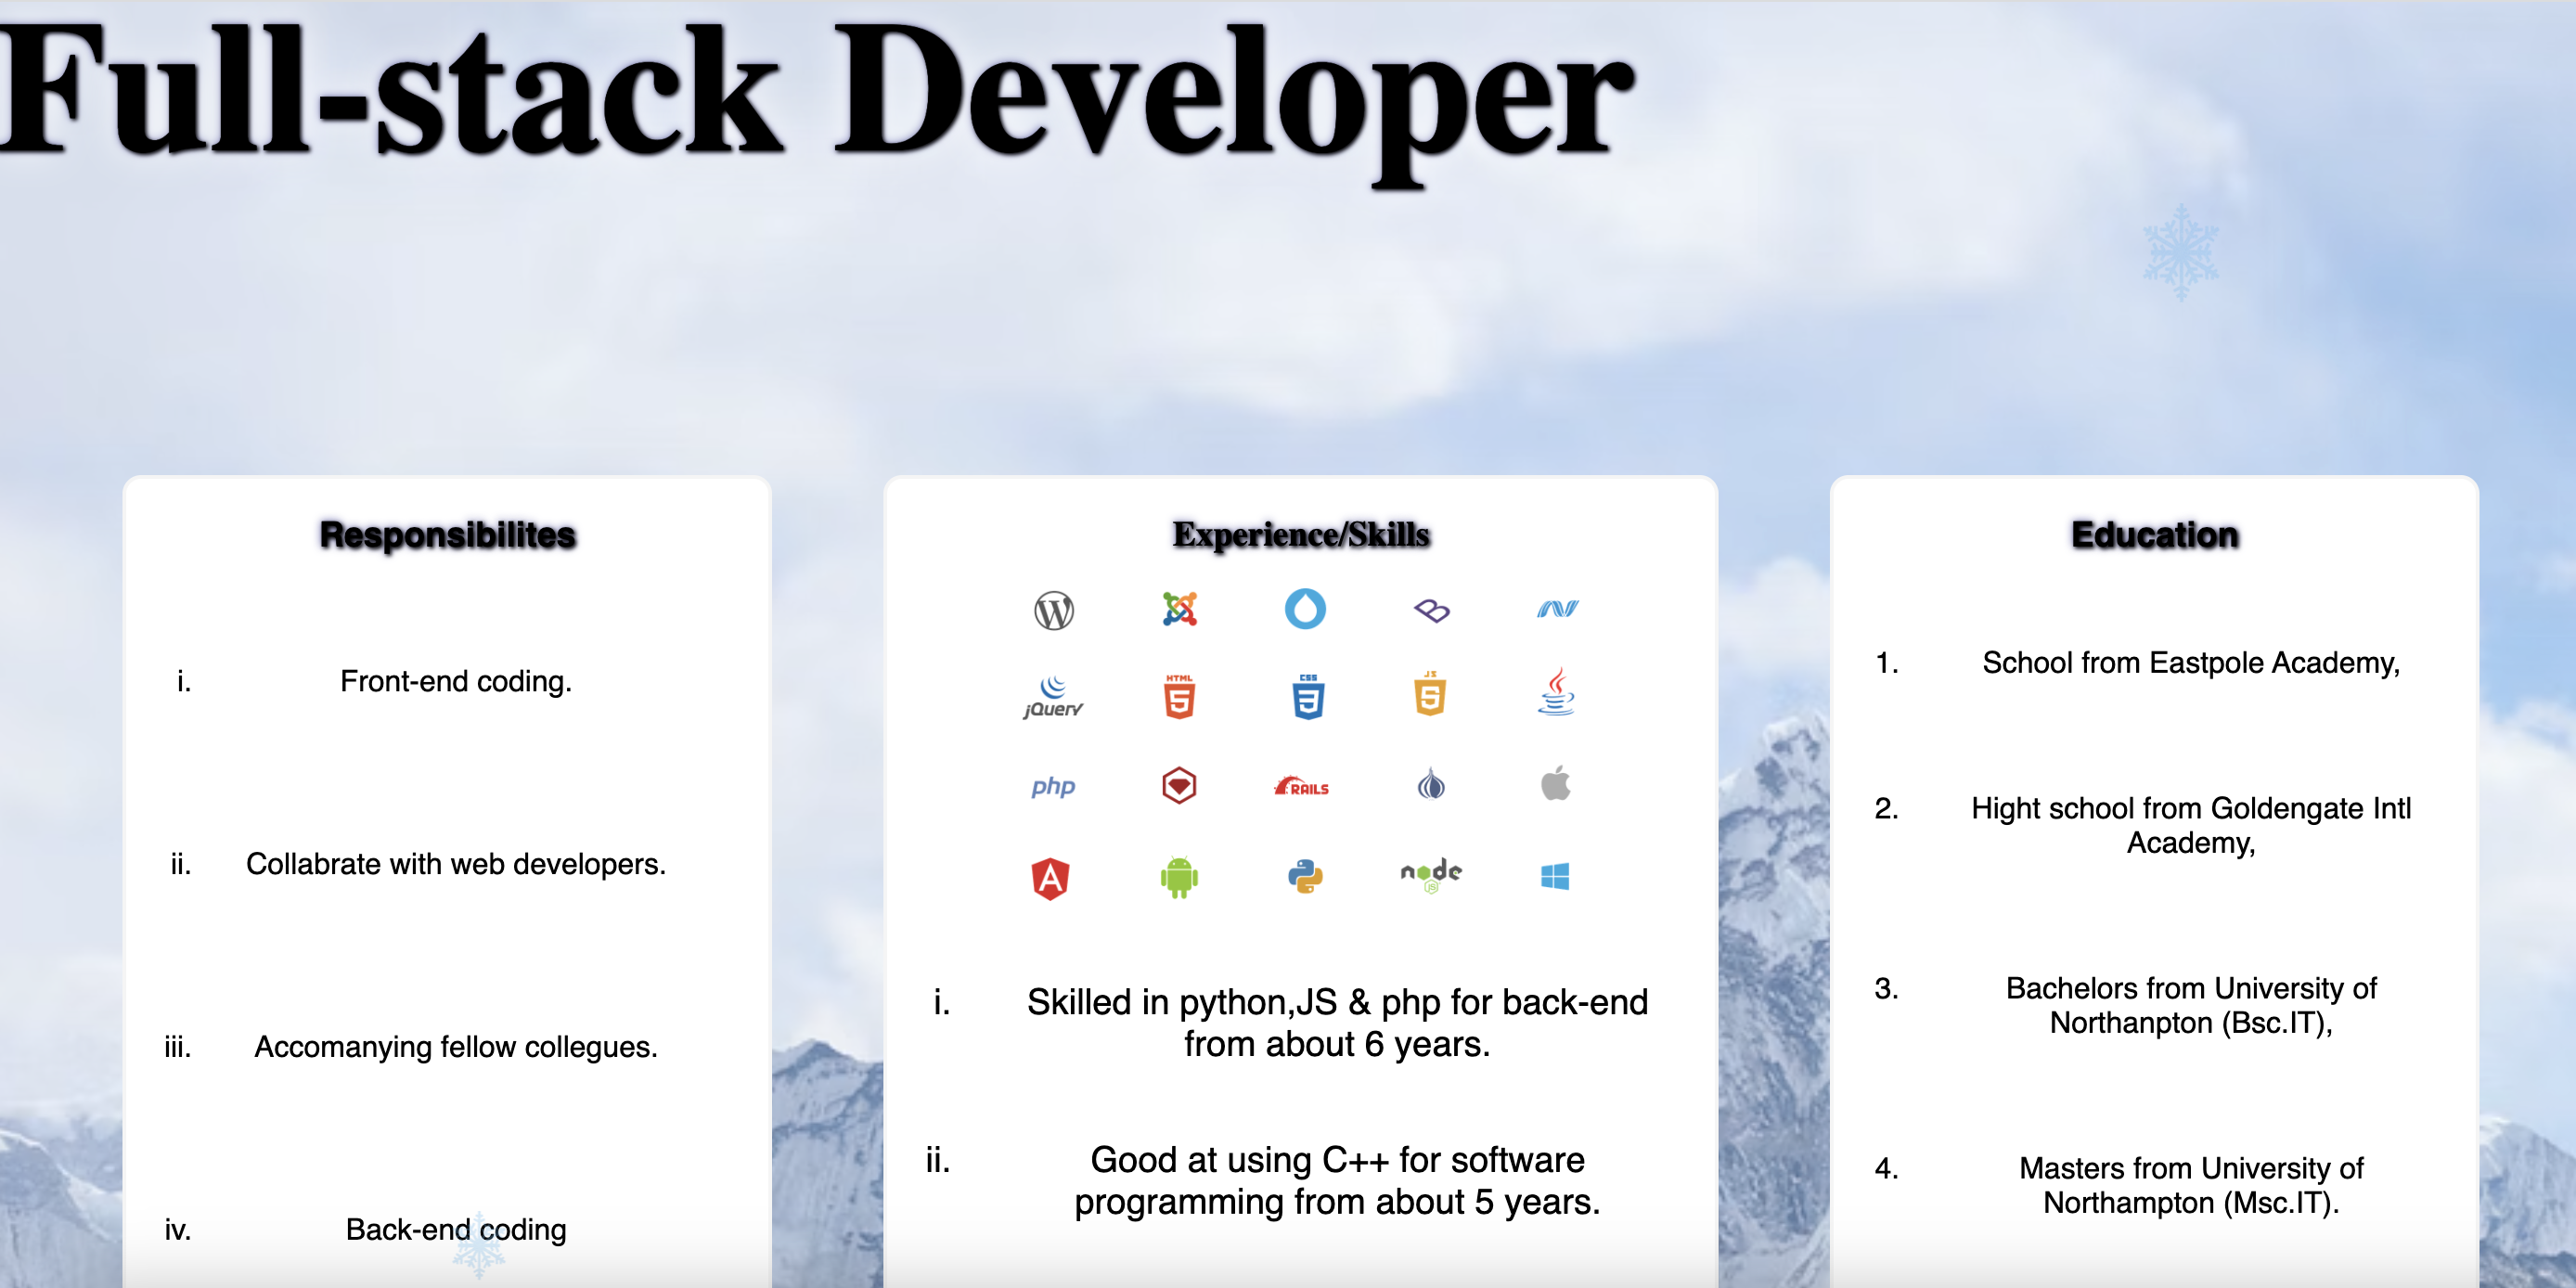 Full-stack Developer
Responsibilites
i. Front-end coding.
ii. Collabrate with web developers.
iii. Accomanying fellow collegues.
iv. Back-end coding
Experience/Skills
W
jQuery
HTML
5
CSS
3
JS
5
php
RAILS
A
node
JS
i. Skilled in python,JS & php for back-end
from about 6 years.
ii. Good at using C++ for software
programming from about 5 years.
Education
1. School from Eastpole Academy,
2. Hight school from Goldengate Intl
Academy,
3. Bachelors from University of
Northanpton (Bsc.IT),
4. Masters from University of
Northampton (Msc.IT).